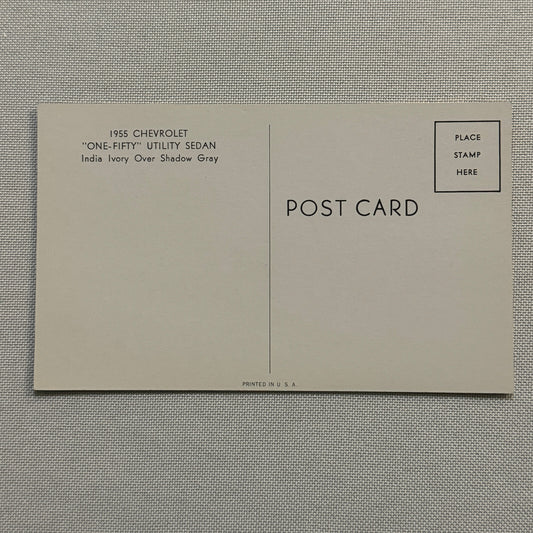 1955 CHEVROLET
"ONE-FIFTY" UTILITY SEDAN
India Ivory Over Shadow Gray
PLACE
STAMP
HERE
POST CARD
PRINTED IN U. S. A.